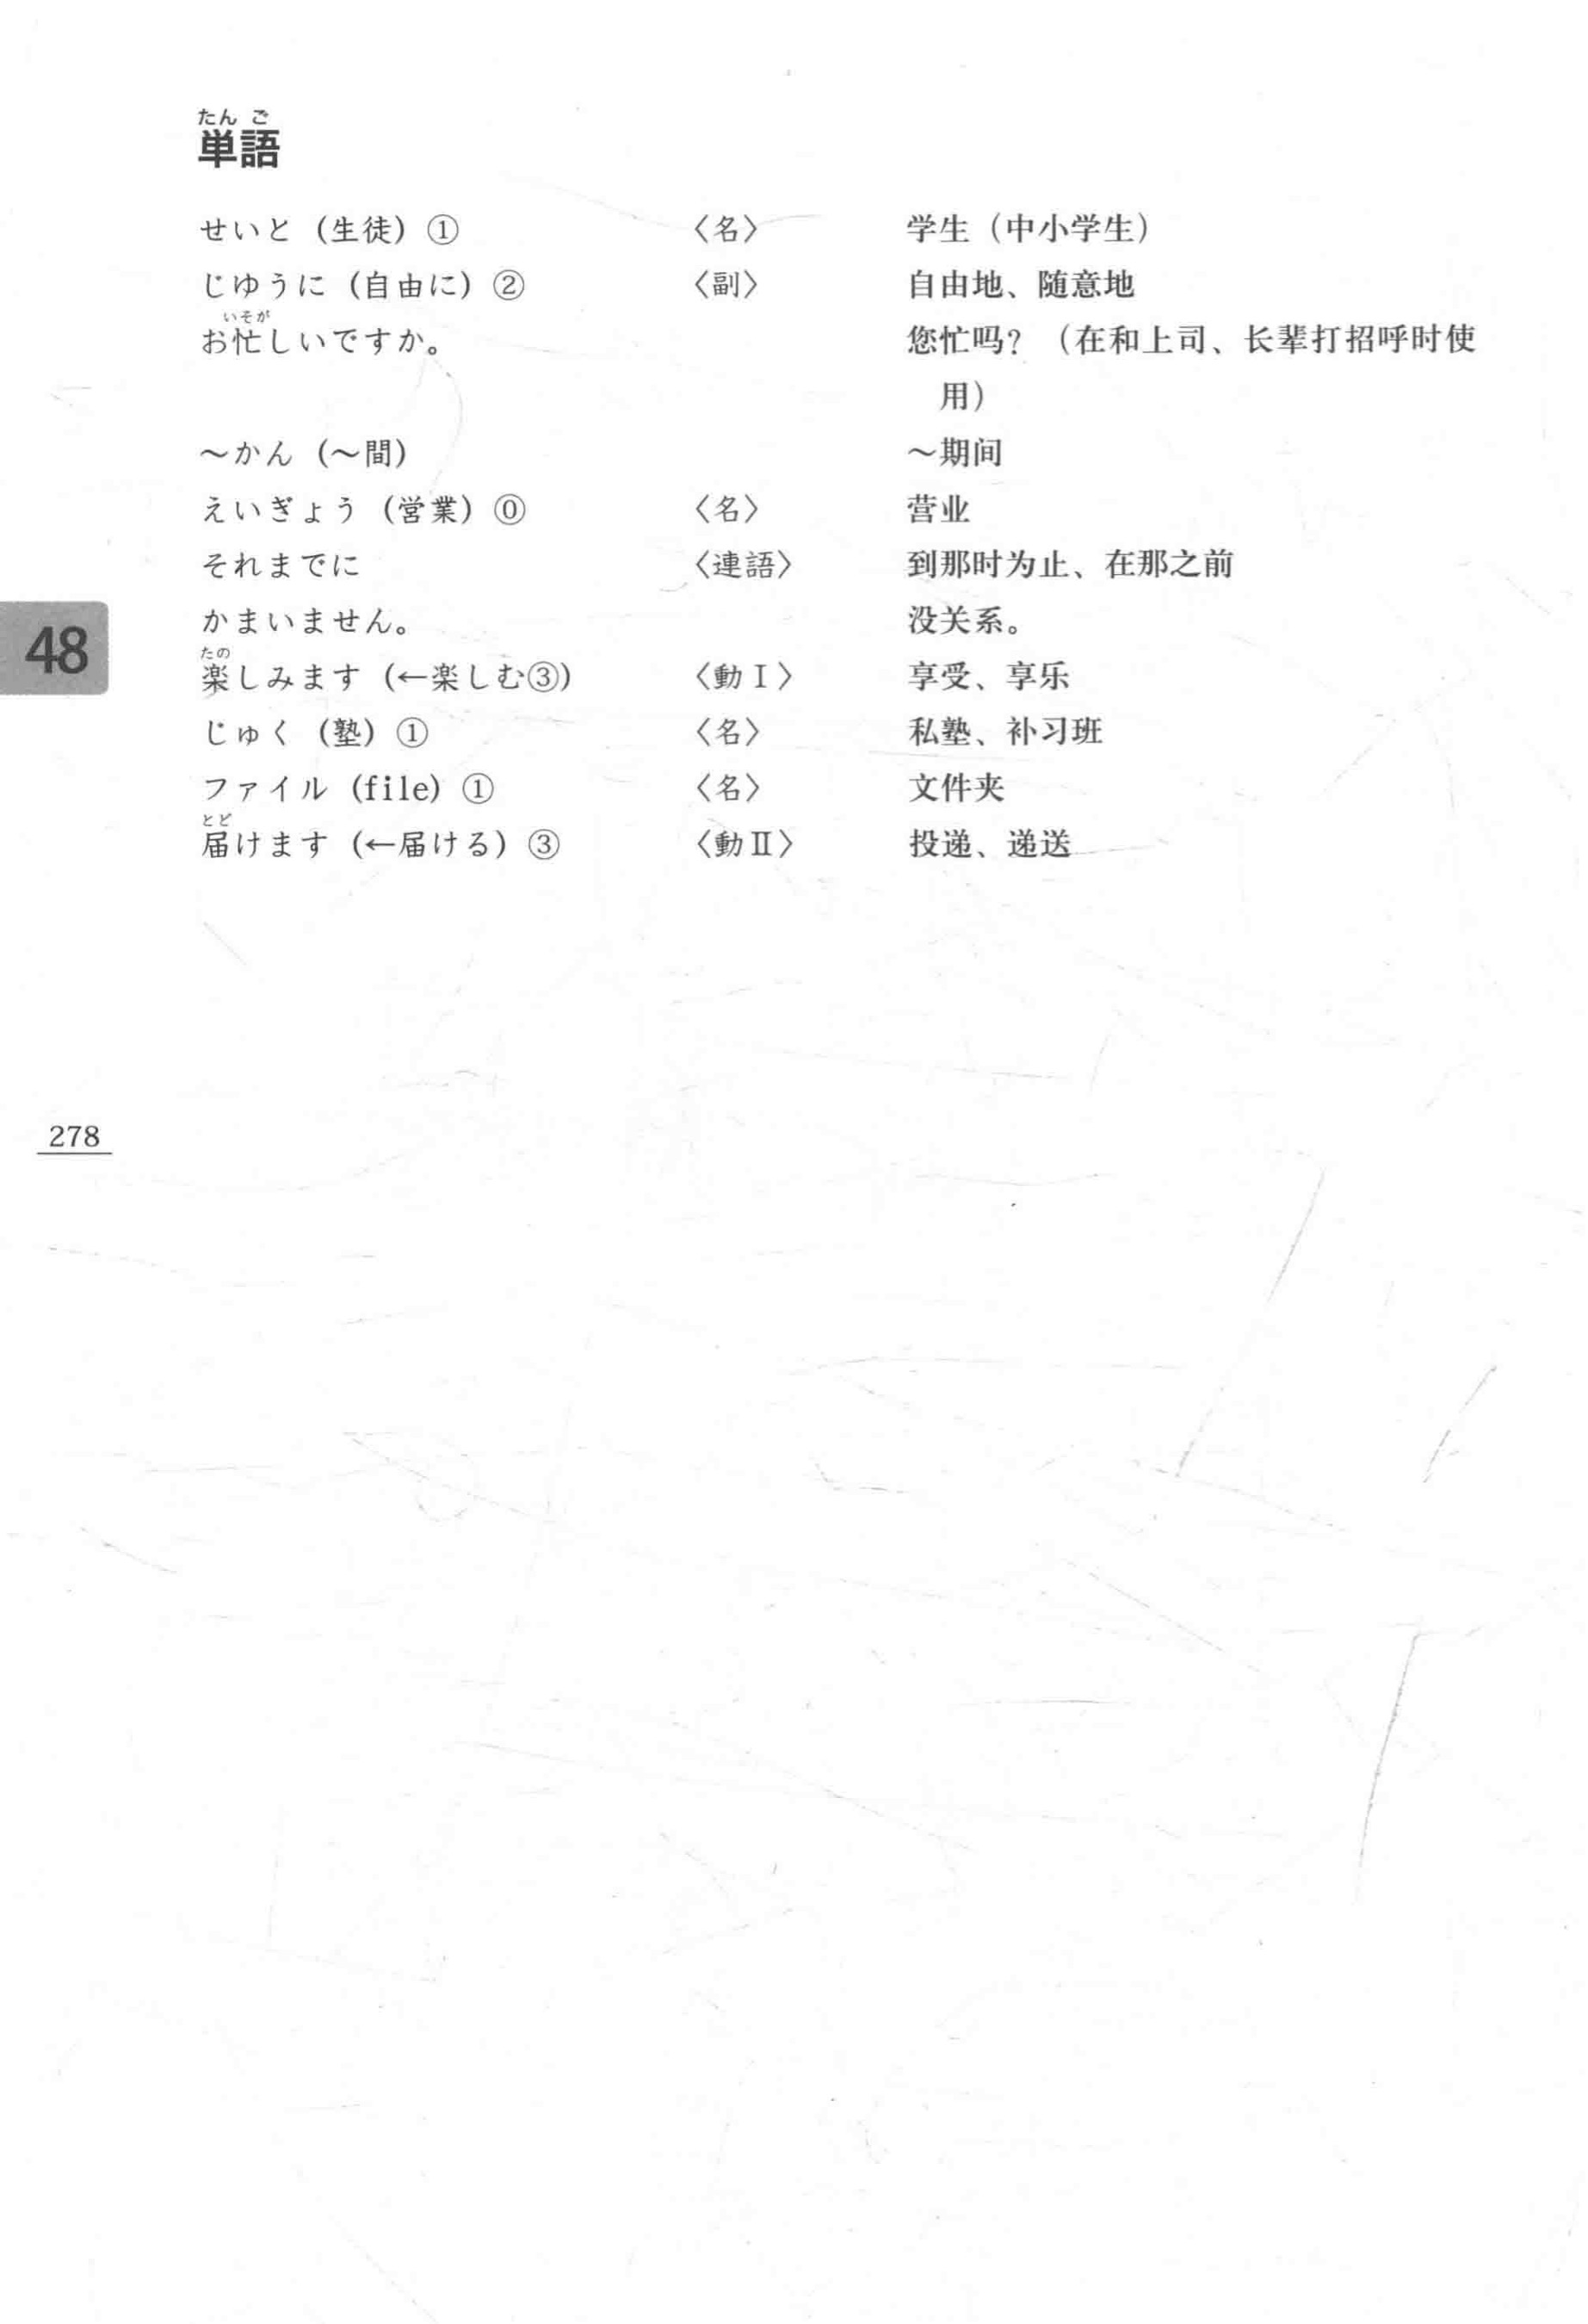 たん ご
単語
せいと（生徒）① 〈名〉 学生（中小学生）
じゆうに（自由に）② 〈副〉 自由地、随意地
いそが
お忙しいですか。 您忙吗？（在和上司、长辈打招呼时使
用）
～かん（～間） ～期间
えいぎょう（営業）⓪ 〈名〉 营业
それまでに 〈連語〉 到那时为止、在那之前
かまいません。 没关系。
48
たの
楽しみます（←楽しむ③） 〈動Ⅰ〉 享受、享乐
じゅく（塾）① 〈名〉 私塾、补习班
ファイル（file）① 〈名〉 文件夹
とど
届けます（←届ける）③ 〈動Ⅱ〉 投递、递送
278